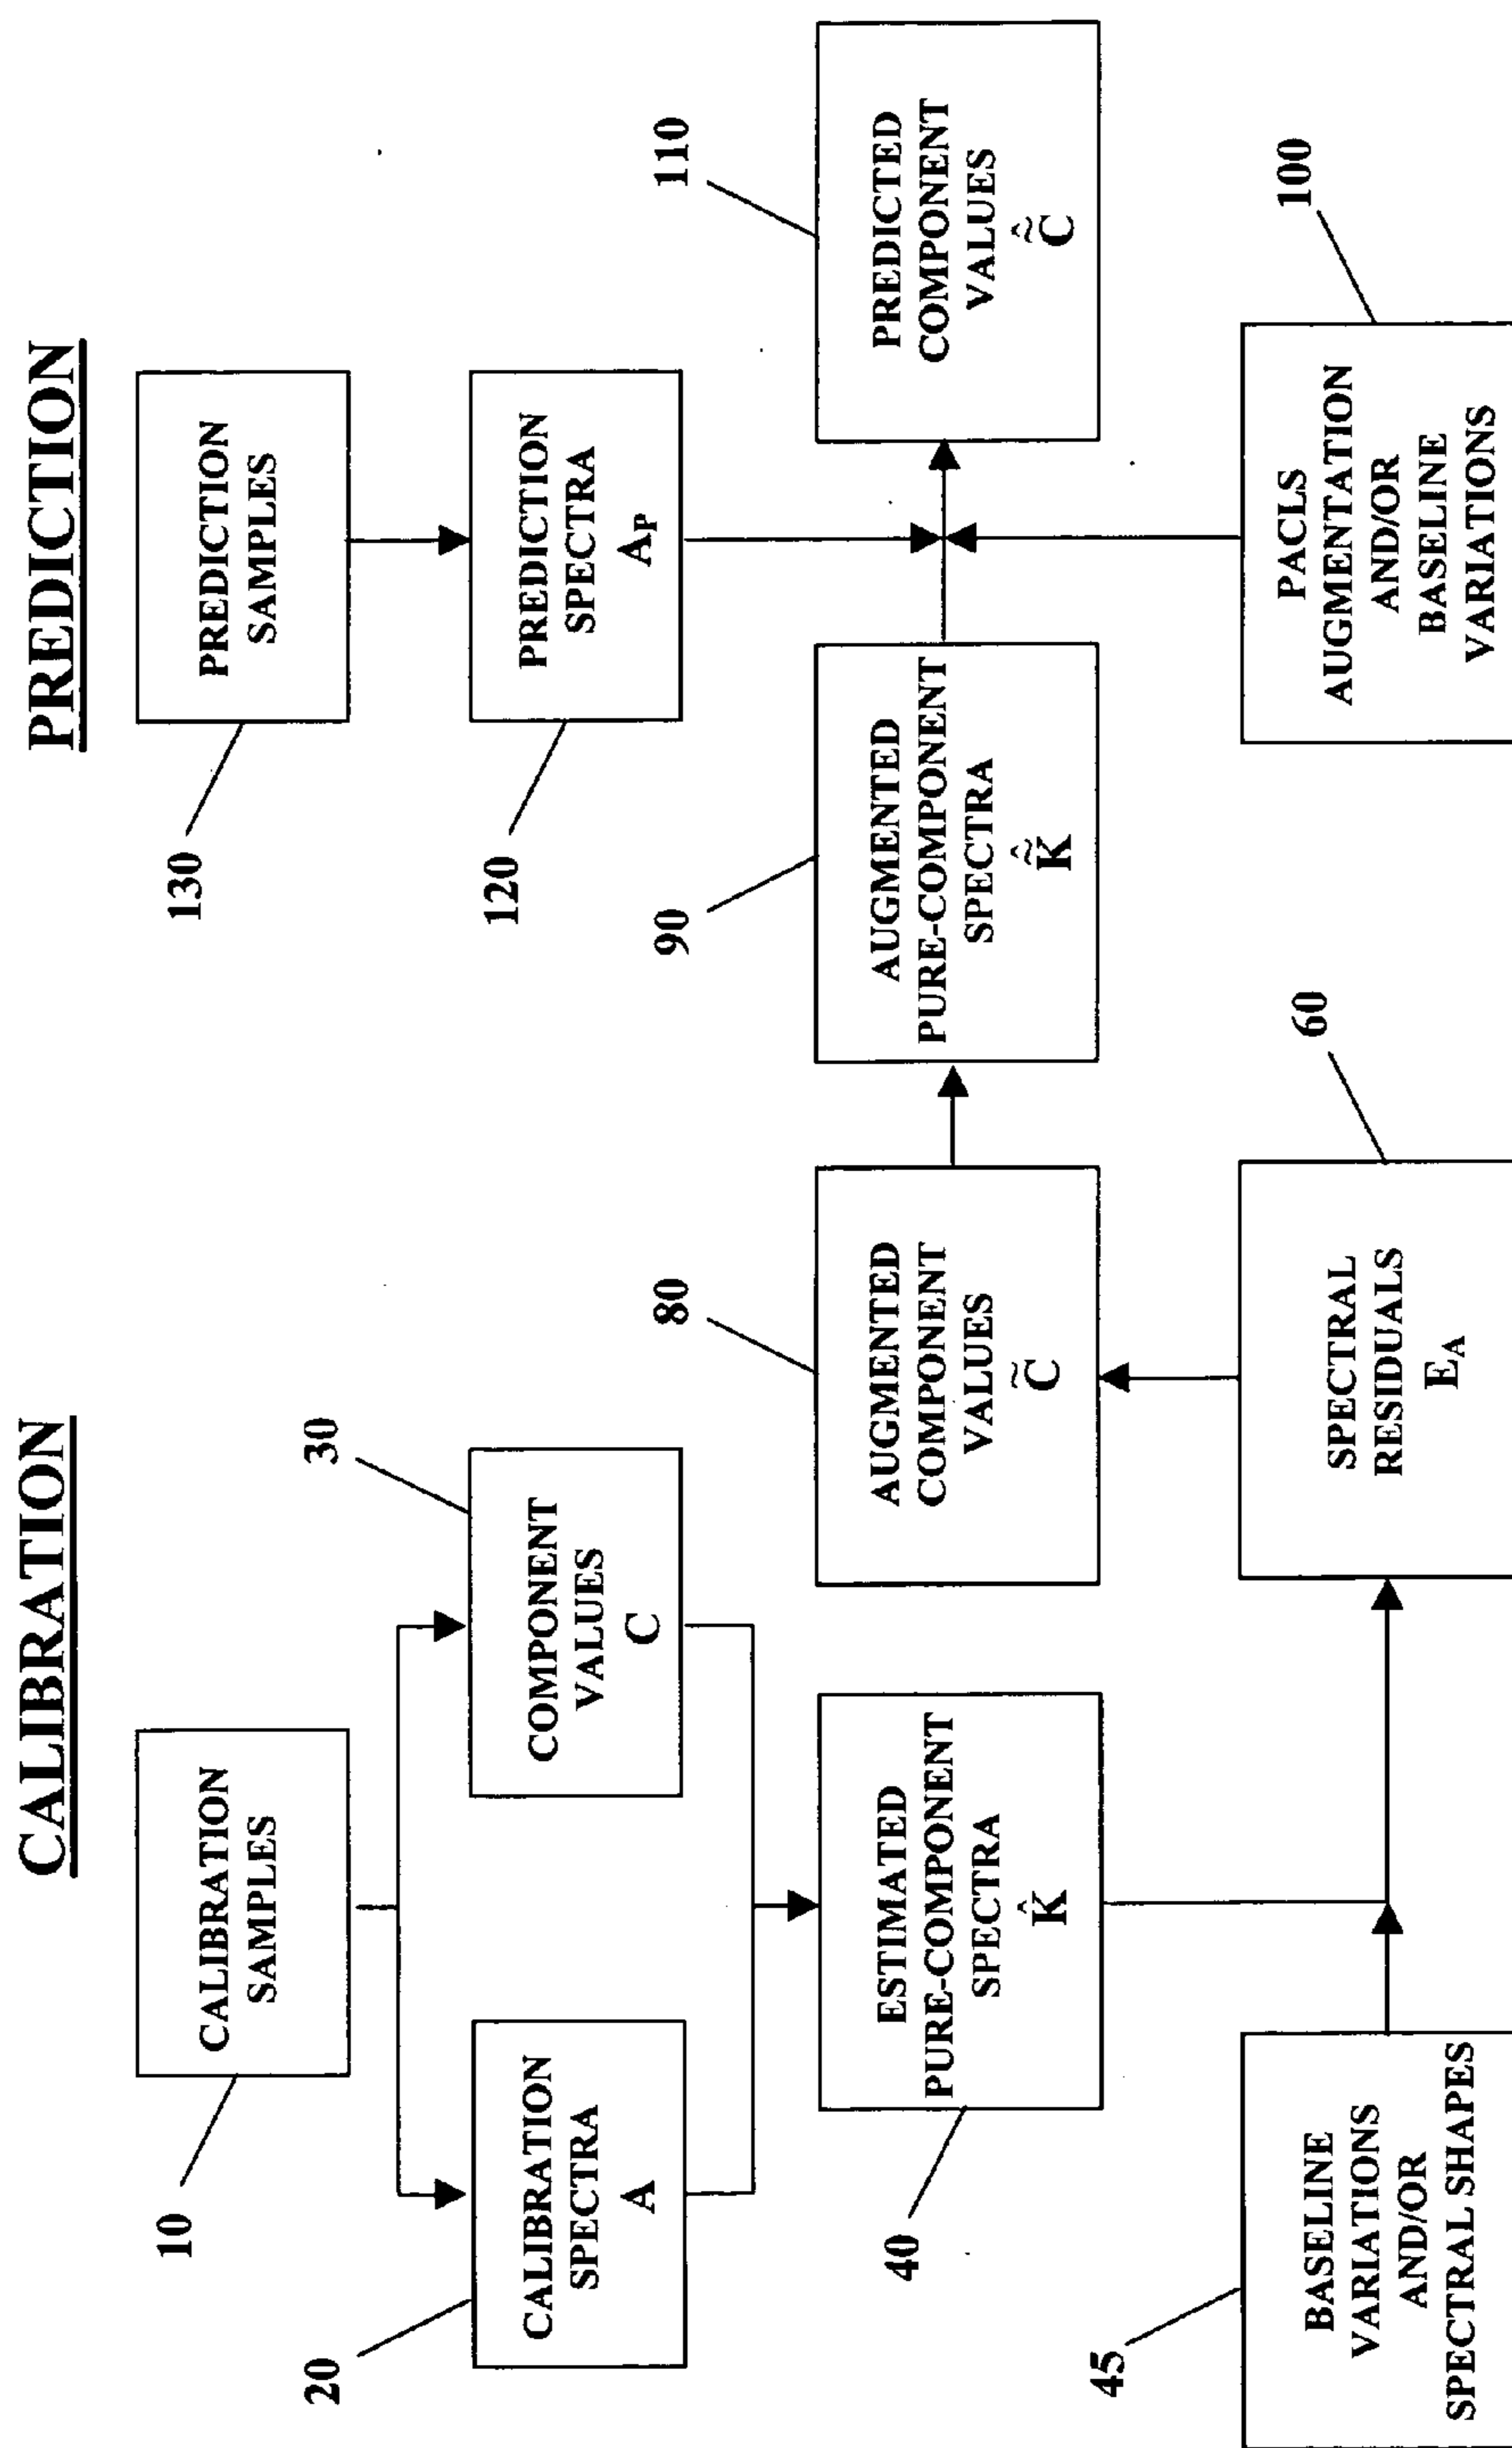 CALIBRATION
10
CALIBRATION
SAMPLES
20
CALIBRATION
SPECTRA
A
30
COMPONENT
VALUES
C
40
ESTIMATED
PURE-COMPONENT
SPECTRA
K̂
45
BASELINE
VARIATIONS
AND/OR
SPECTRAL SHAPES
60
SPECTRAL
RESIDUALS
E_A
80
AUGMENTED
COMPONENT
VALUES
C̃
PREDICTION
130
PREDICTION
SAMPLES
120
PREDICTION
SPECTRA
A_P
90
AUGMENTED
PURE-COMPONENT
SPECTRA
K̃̂
100
PACLS
AUGMENTATION
AND/OR
BASELINE
VARIATIONS
110
PREDICTED
COMPONENT
VALUES
C̃̂